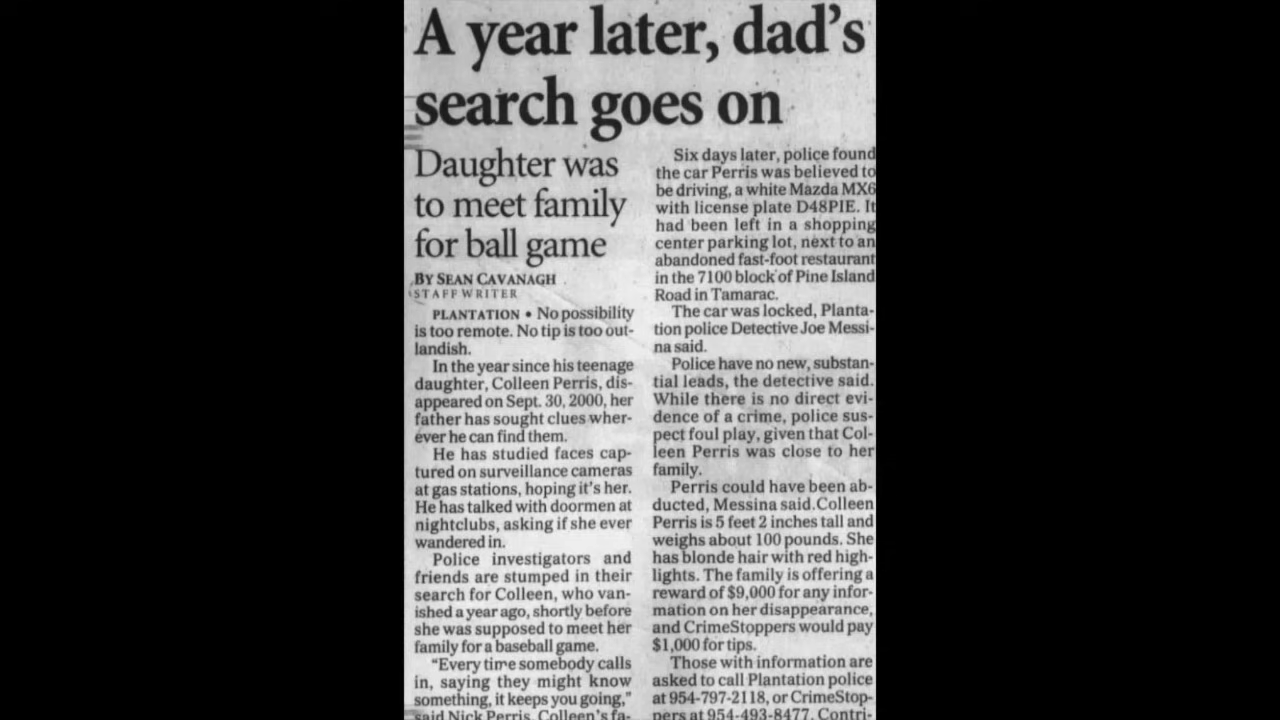 A year later, dad's
search goes on
Daughter was
to meet family
for ball game
BY SEAN CAVANAGH
STAFF WRITER
PLANTATION • No possibility
is too remote. No tip is too out-
landish.
In the year since his teenage
daughter, Colleen Perris, dis-
appeared on Sept. 30, 2000, her
father has sought clues wher-
ever he can find them.
He has studied faces cap-
tured on surveillance cameras
at gas stations, hoping it's her.
He has talked with doormen at
nightclubs, asking if she ever
wandered in.
Police investigators and
friends are stumped in their
search for Colleen, who van-
ished a year ago, shortly before
she was supposed to meet her
family for a baseball game.
"Every time somebody calls
in, saying they might know
something, it keeps you going,"
said Nick Perris, Colleen's fa-
Six days later, police found
the car Perris was believed to
be driving, a white Mazda MX6
with license plate D48PIE. It
had been left in a shopping
center parking lot, next to an
abandoned fast-foot restaurant
in the 7100 block of Pine Island
Road in Tamarac.
The car was locked, Planta-
tion police Detective Joe Messi-
na said.
Police have no new, substan-
tial leads, the detective said.
While there is no direct evi-
dence of a crime, police sus-
pect foul play, given that Col-
leen Perris was close to her
family.
Perris could have been ab-
ducted, Messina said. Colleen
Perris is 5 feet 2 inches tall and
weighs about 100 pounds. She
has blonde hair with red high-
lights. The family is offering a
reward of $9,000 for any infor-
mation on her disappearance,
and CrimeStoppers would pay
$1,000 for tips.
Those with information are
asked to call Plantation police
at 954-797-2118, or CrimeStop-
pers at 954-493-8477. Contri-